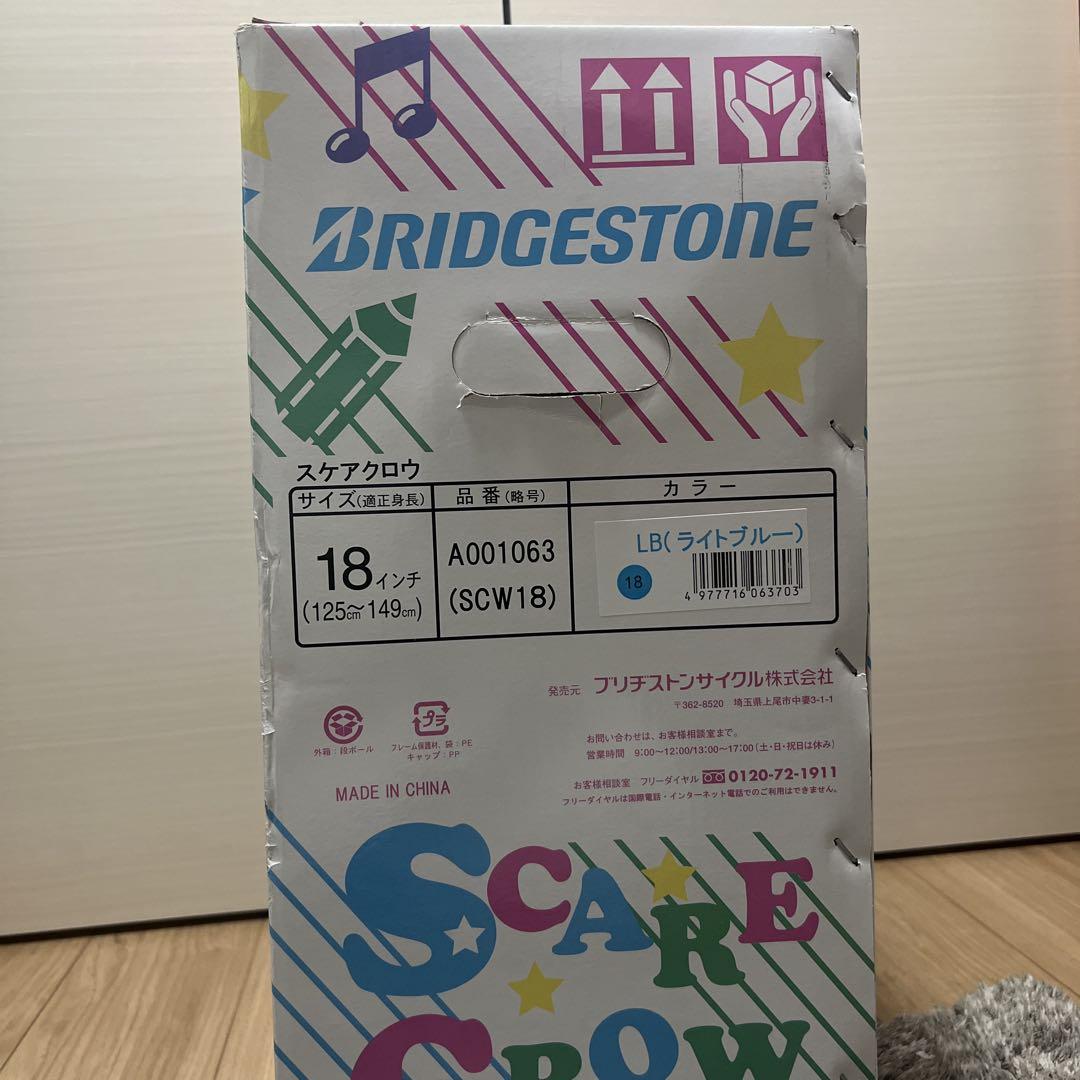 BRIDGESTONE
スケアクロウ
サイズ(適正身長) 品番(略号) カラー
18インチ
(125cm～149cm)
A001063
(SCW18)
LB(ライトブルー)
18
4 977716 063703
発売元 ブリヂストンサイクル株式会社
〒362-8520 埼玉県上尾市中妻3-1-1
お問い合わせは、お客様相談室まで。
営業時間 9:00～12:00/13:00～17:00(土・日・祝日は休み)
お客様相談室 フリーダイヤル 0120-72-1911
フリーダイヤルは国際電話・インターネット電話でのご利用はできません。
外箱：段ボール
プラ
フレーム保護材、袋：PE
キャップ：PP
MADE IN CHINA
SCARE
CROW